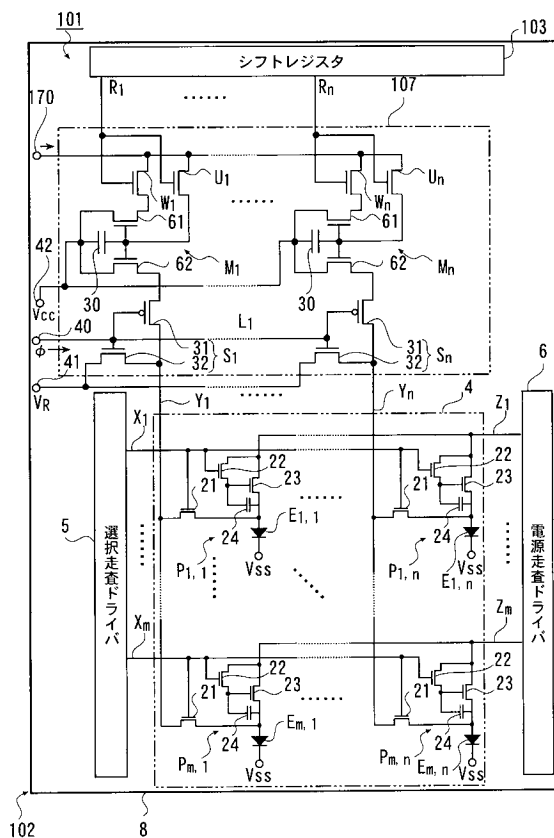 101
103
シフトレジスタ
R1 ...... Rn
107
170
W1 U1 ...... Wn Un
61 61
62 62
30 M1 30 Mn
42
Vcc
40
φ
L1
31 31
32 S1 32 Sn
41
VR
Y1 ...... Yn
4
6
5
選択走査ドライバ
電源走査ドライバ
X1 Z1
22 22
21 23 ...... 21 23
24 E1,1 24
P1,1 P1,n E1,n
Vss Vss
Xm Zm
22 22
21 23 ...... 21 23
24 Em,1 24
Pm,1 Pm,n Em,n
Vss Vss
102
8